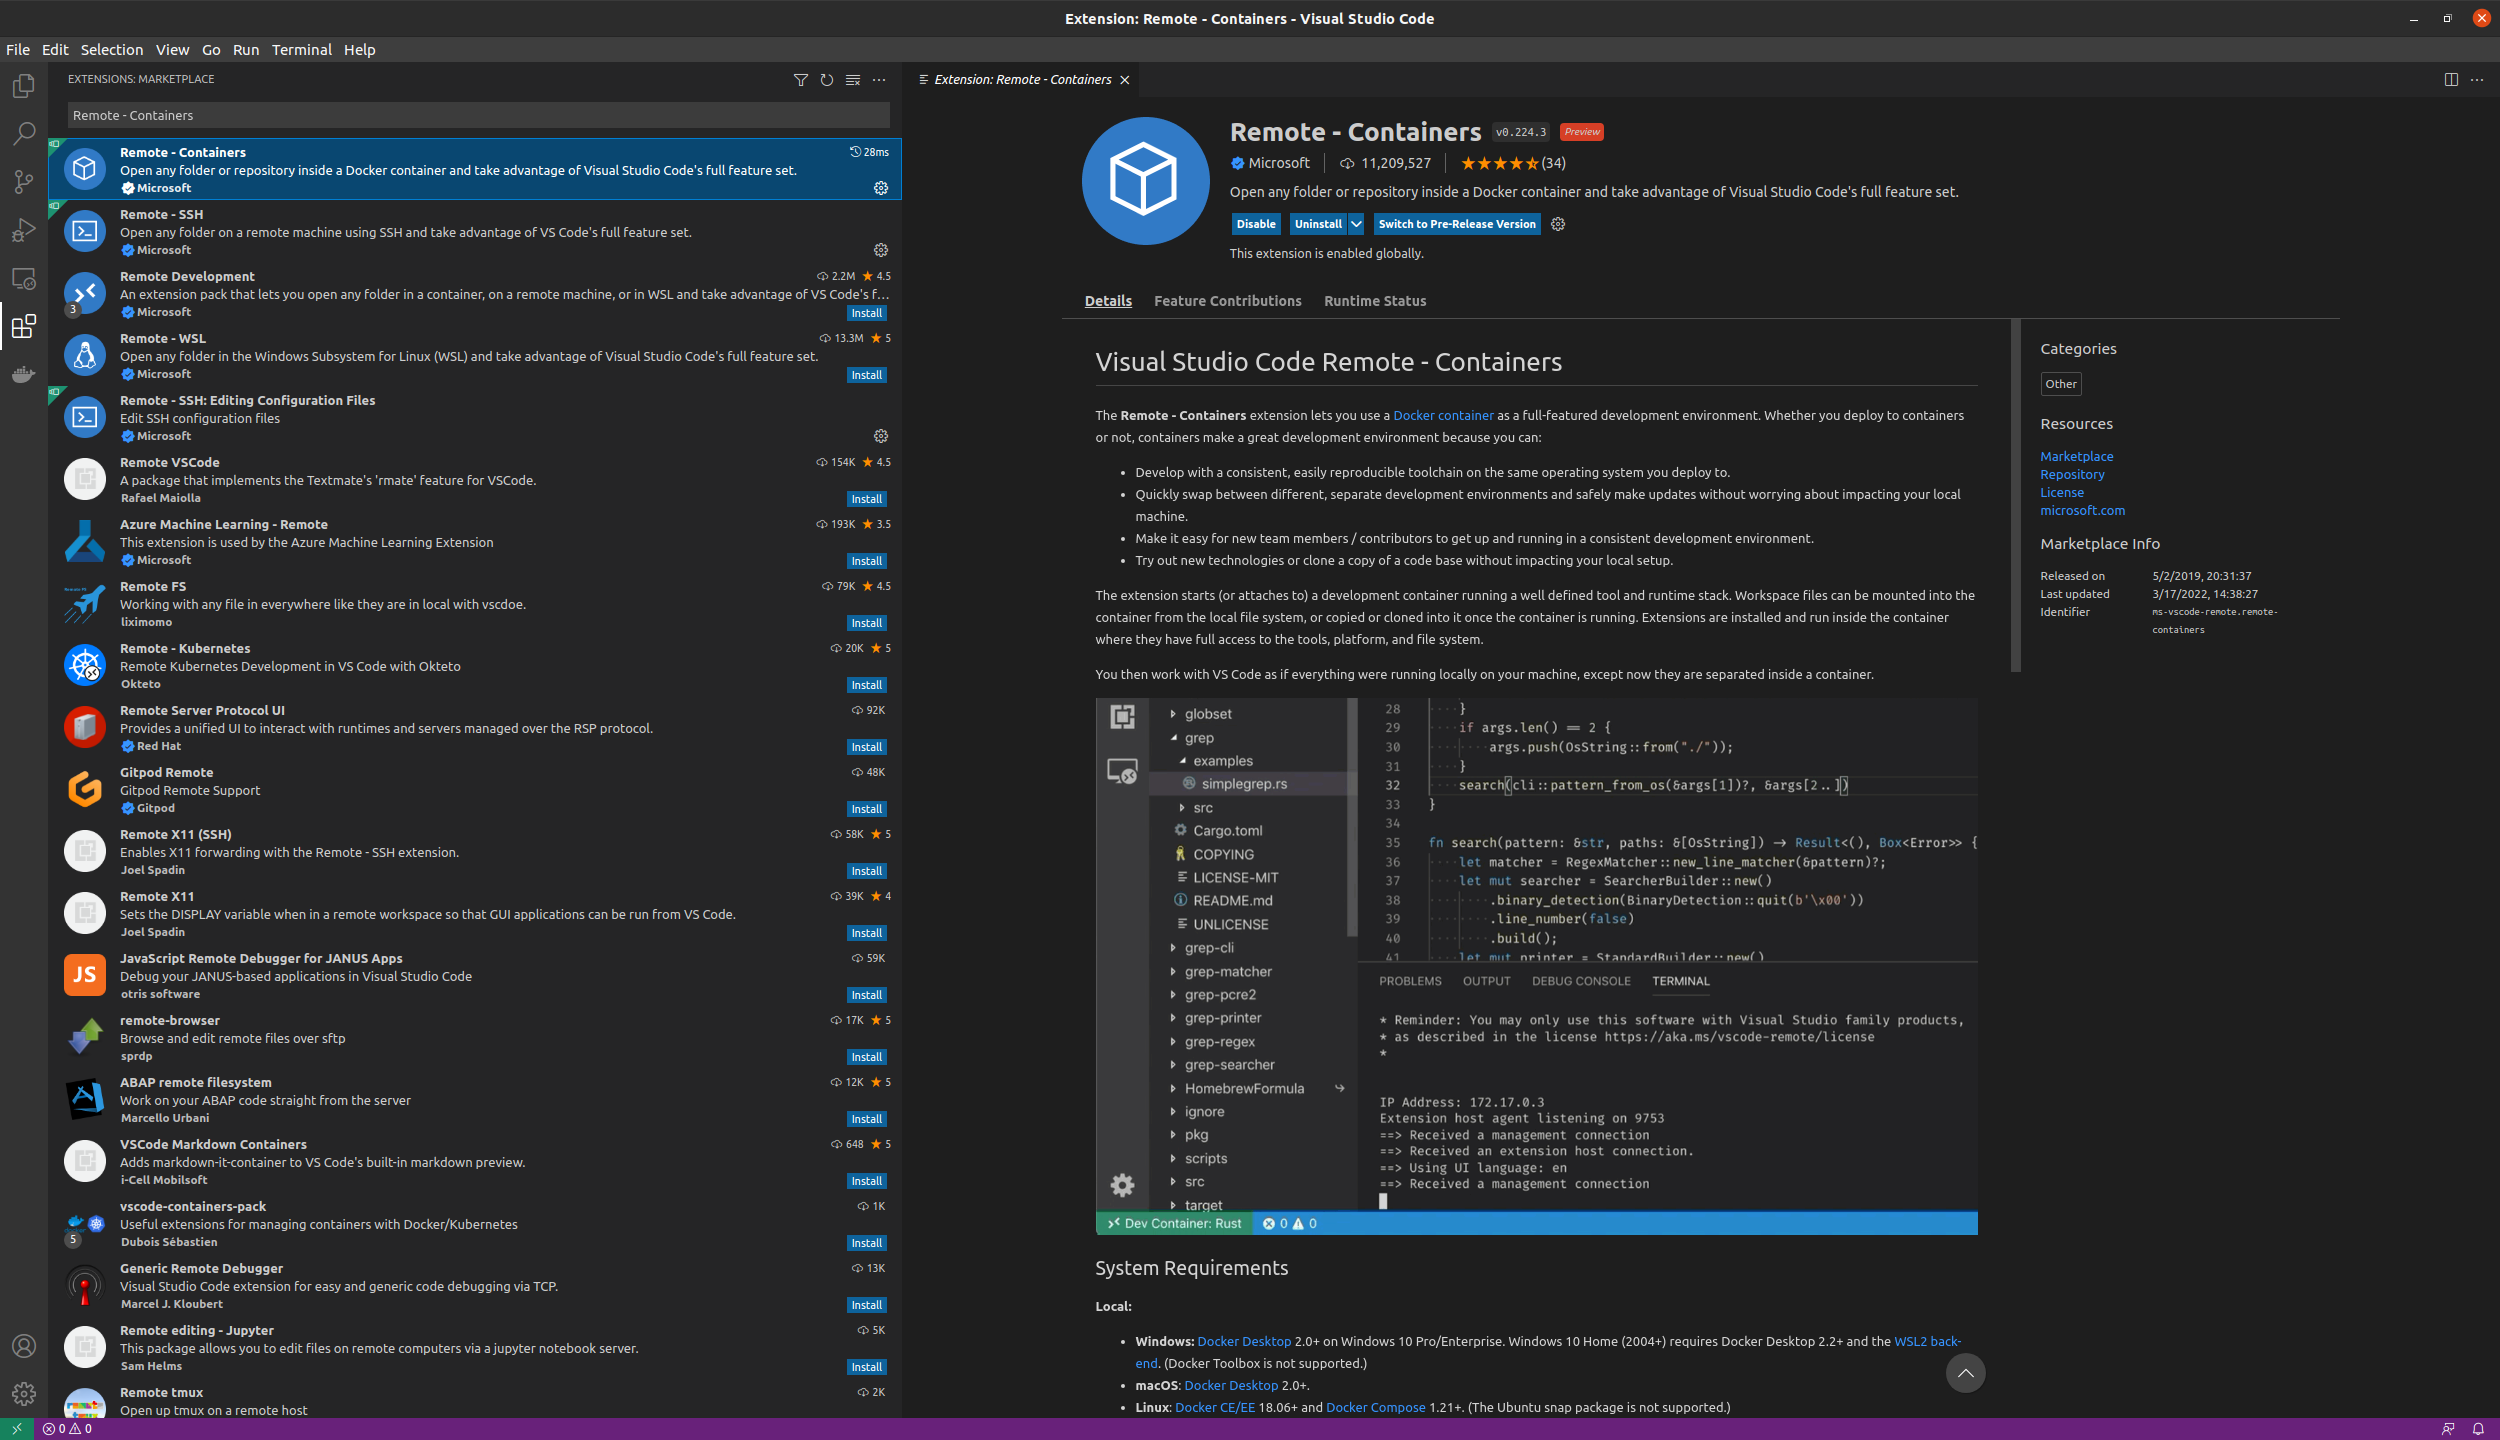 Extension: Remote - Containers - Visual Studio Code
File Edit Selection View Go Run Terminal Help
EXTENSIONS: MARKETPLACE
Remote - Containers
Remote - Containers 28ms
Open any folder or repository inside a Docker container and take advantage of Visual Studio Code's full feature set.
Microsoft
Remote - SSH
Open any folder on a remote machine using SSH and take advantage of VS Code's full feature set.
Microsoft
Remote Development 2.2M 4.5
An extension pack that lets you open any folder in a container, on a remote machine, or in WSL and take advantage of VS Code's f...
3 Microsoft Install
Remote - WSL 13.3M 5
Open any folder in the Windows Subsystem for Linux (WSL) and take advantage of Visual Studio Code's full feature set.
Microsoft Install
Remote - SSH: Editing Configuration Files
Edit SSH configuration files
Microsoft
Remote VSCode 154K 4.5
A package that implements the Textmate's 'rmate' feature for VSCode.
Rafael Maiolla Install
Azure Machine Learning - Remote 193K 3.5
This extension is used by the Azure Machine Learning Extension
Microsoft Install
Remote FS 79K 4.5
Working with any file in everywhere like they are in local with vscdoe.
liximomo Install
Remote - Kubernetes 20K 5
Remote Kubernetes Development in VS Code with Okteto
Okteto Install
Remote Server Protocol UI 92K
Provides a unified UI to interact with runtimes and servers managed over the RSP protocol.
Red Hat Install
Gitpod Remote 48K
Gitpod Remote Support
Gitpod Install
Remote X11 (SSH) 58K 5
Enables X11 forwarding with the Remote - SSH extension.
Joel Spadin Install
Remote X11 39K 4
Sets the DISPLAY variable when in a remote workspace so that GUI applications can be run from VS Code.
Joel Spadin Install
JS
JavaScript Remote Debugger for JANUS Apps 59K
Debug your JANUS-based applications in Visual Studio Code
otris software Install
remote-browser 17K 5
Browse and edit remote files over sftp
sprdp Install
ABAP remote filesystem 12K 5
Work on your ABAP code straight from the server
Marcello Urbani Install
VSCode Markdown Containers 648 5
Adds markdown-it-container to VS Code's built-in markdown preview.
i-Cell Mobilsoft Install
vscode-containers-pack 1K
Useful extensions for managing containers with Docker/Kubernetes
5 Dubois Sébastien Install
Generic Remote Debugger 13K
Visual Studio Code extension for easy and generic code debugging via TCP.
Marcel J. Kloubert Install
Remote editing - Jupyter 5K
This package allows you to edit files on remote computers via a jupyter notebook server.
Sam Helms Install
Remote tmux 2K
Open up tmux on a remote host
0 0
Extension: Remote - Containers
Remote - Containers v0.224.3 Preview
Microsoft 11,209,527 (34)
Open any folder or repository inside a Docker container and take advantage of Visual Studio Code's full feature set.
Disable Uninstall Switch to Pre-Release Version
This extension is enabled globally.
Details Feature Contributions Runtime Status
Visual Studio Code Remote - Containers
The Remote - Containers extension lets you use a Docker container as a full-featured development environment. Whether you deploy to containers
or not, containers make a great development environment because you can:
• Develop with a consistent, easily reproducible toolchain on the same operating system you deploy to.
• Quickly swap between different, separate development environments and safely make updates without worrying about impacting your local
machine.
• Make it easy for new team members / contributors to get up and running in a consistent development environment.
• Try out new technologies or clone a copy of a code base without impacting your local setup.
The extension starts (or attaches to) a development container running a well defined tool and runtime stack. Workspace files can be mounted into the
container from the local file system, or copied or cloned into it once the container is running. Extensions are installed and run inside the container
where they have full access to the tools, platform, and file system.
You then work with VS Code as if everything were running locally on your machine, except now they are separated inside a container.
globset
grep
examples
simplegrep.rs
src
Cargo.toml
COPYING
LICENSE-MIT
README.md
UNLICENSE
grep-cli
grep-matcher
grep-pcre2
grep-printer
grep-regex
grep-searcher
HomebrewFormula
ignore
pkg
scripts
src
target
28 }
29 if args.len() == 2 {
30 args.push(OsString::from("./"));
31 }
32 search(cli::pattern_from_os(&args[1])?, &args[2..])
33 }
34
35 fn search(pattern: &str, paths: &[OsString]) → Result<(), Box<Error>> {
36 let matcher = RegexMatcher::new_line_matcher(&pattern)?;
37 let mut searcher = SearcherBuilder::new()
38 .binary_detection(BinaryDetection::quit(b'\x00'))
39 .line_number(false)
40 .build();
41 let mut printer = StandardBuilder::new()
PROBLEMS OUTPUT DEBUG CONSOLE TERMINAL
* Reminder: You may only use this software with Visual Studio family products,
* as described in the license https://aka.ms/vscode-remote/license
*
IP Address: 172.17.0.3
Extension host agent listening on 9753
==> Received a management connection
==> Received an extension host connection.
==> Using UI language: en
==> Received a management connection
Dev Container: Rust 0 0
System Requirements
Local:
• Windows: Docker Desktop 2.0+ on Windows 10 Pro/Enterprise. Windows 10 Home (2004+) requires Docker Desktop 2.2+ and the WSL2 back-
end. (Docker Toolbox is not supported.)
• macOS: Docker Desktop 2.0+.
• Linux: Docker CE/EE 18.06+ and Docker Compose 1.21+. (The Ubuntu snap package is not supported.)
Categories
Other
Resources
Marketplace
Repository
License
microsoft.com
Marketplace Info
Released on 5/2/2019, 20:31:37
Last updated 3/17/2022, 14:38:27
Identifier ms-vscode-remote.remote-
containers